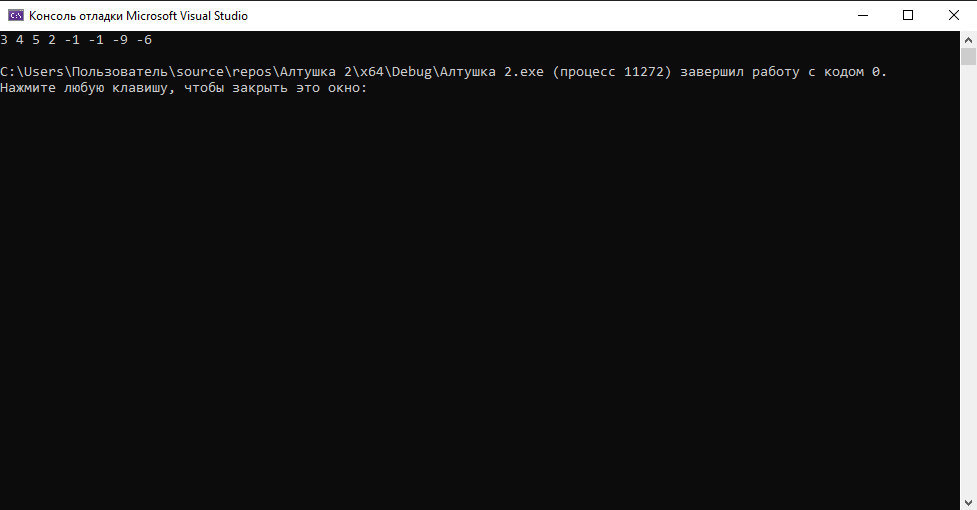 Консоль отладки Microsoft Visual Studio
3 4 5 2 -1 -1 -9 -6
C:\Users\Пользователь\source\repos\Алтушка 2\x64\Debug\Алтушка 2.exe (процесс 11272) завершил работу с кодом 0.
Нажмите любую клавишу, чтобы закрыть это окно: